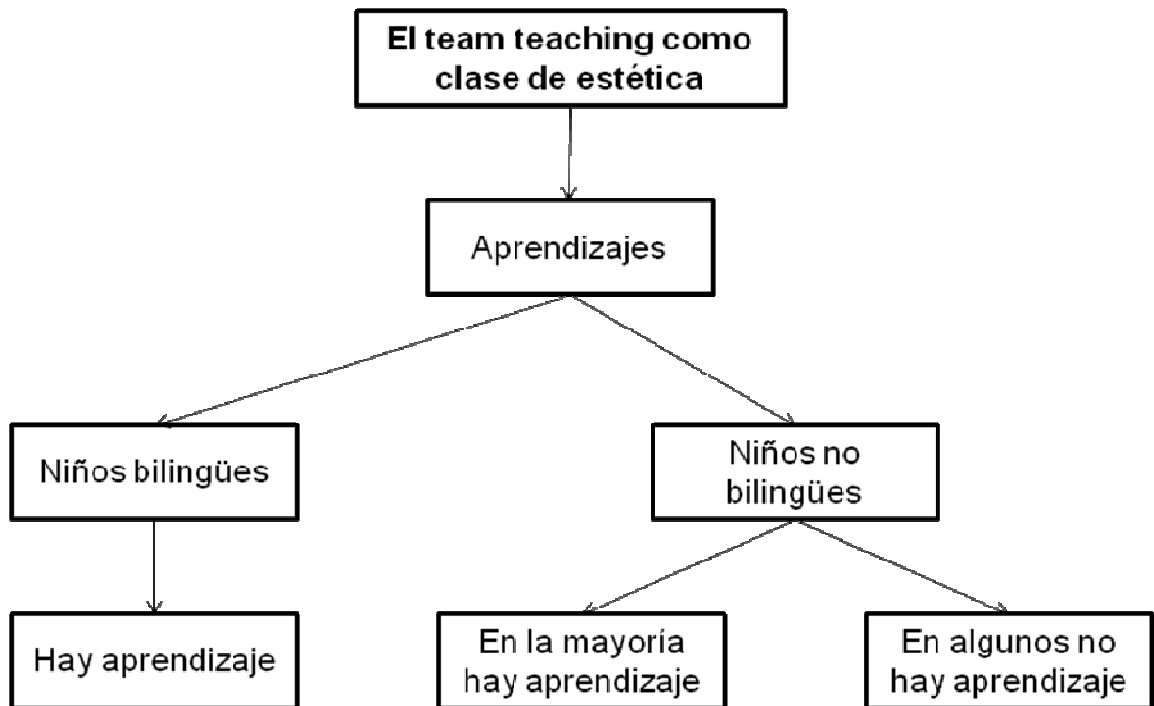 El team teaching como
clase de estética
Aprendizajes
Niños bilingües
Niños no
bilingües
Hay aprendizaje
En la mayoría
hay aprendizaje
En algunos no
hay aprendizaje